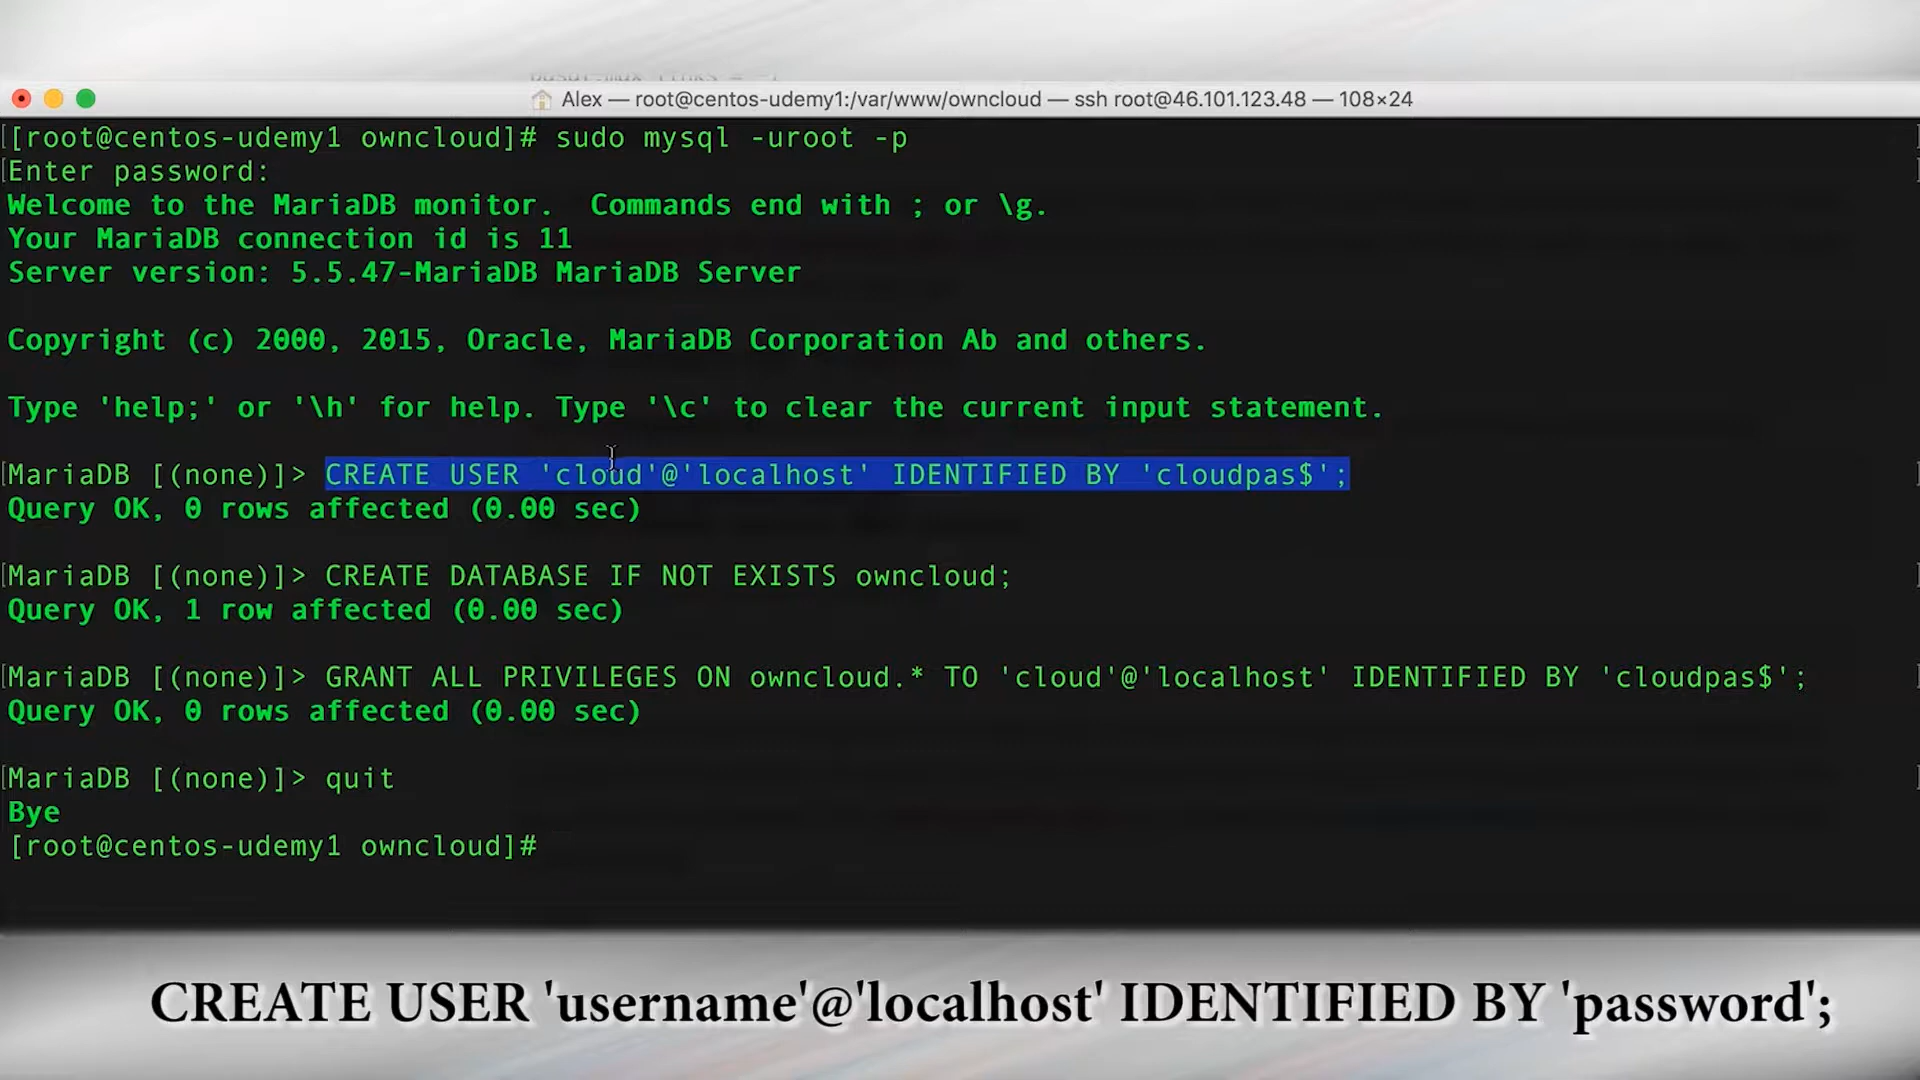 Alex — root@centos-udemy1:/var/www/owncloud — ssh root@46.101.123.48 — 108×24
[[root@centos-udemy1 owncloud]# sudo mysql -uroot -p
[Enter password:
Welcome to the MariaDB monitor.  Commands end with ; or \g.
Your MariaDB connection id is 11
Server version: 5.5.47-MariaDB MariaDB Server
Copyright (c) 2000, 2015, Oracle, MariaDB Corporation Ab and others.
Type 'help;' or '\h' for help. Type '\c' to clear the current input statement.
[MariaDB [(none)]> CREATE USER 'cloud'@'localhost' IDENTIFIED BY 'cloudpas$';
Query OK, 0 rows affected (0.00 sec)
[MariaDB [(none)]> CREATE DATABASE IF NOT EXISTS owncloud;
Query OK, 1 row affected (0.00 sec)
[MariaDB [(none)]> GRANT ALL PRIVILEGES ON owncloud.* TO 'cloud'@'localhost' IDENTIFIED BY 'cloudpas$';
Query OK, 0 rows affected (0.00 sec)
[MariaDB [(none)]> quit
Bye
[root@centos-udemy1 owncloud]#
CREATE USER 'username'@'localhost' IDENTIFIED BY 'password';